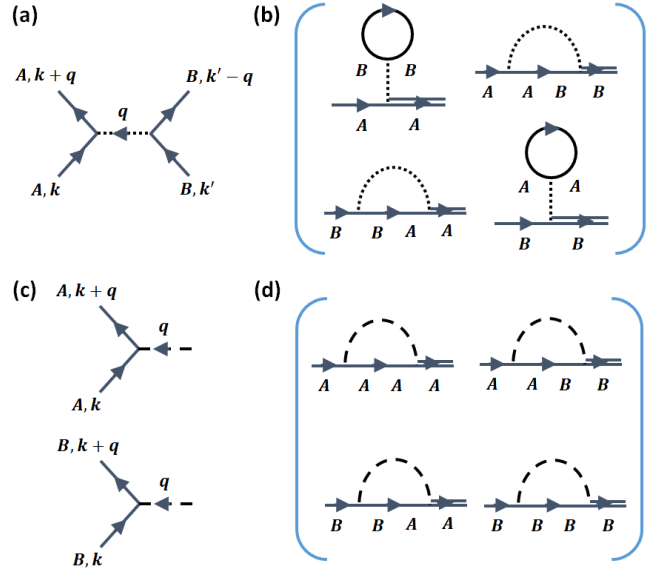 (a)
A, k + q
B, k′ − q
q
A, k
B, k′
(b)
B B
A A
A A B B
B B A A
A A
B B
(c)
A, k + q
q
A, k
B, k + q
q
B, k
(d)
A A A A
A A B B
B B A A
B B B B